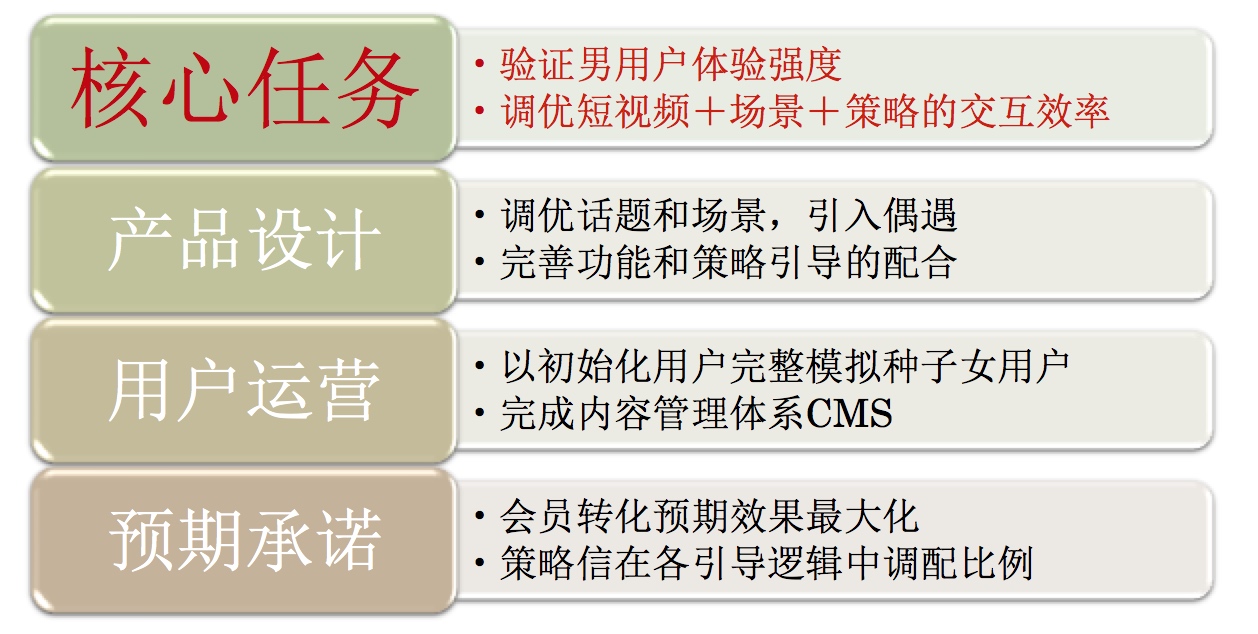 核心任务
• 验证男用户体验强度
• 调优短视频＋场景＋策略的交互效率
产品设计
• 调优话题和场景，引入偶遇
• 完善功能和策略引导的配合
用户运营
• 以初始化用户完整模拟种子女用户
• 完成内容管理体系CMS
预期承诺
• 会员转化预期效果最大化
• 策略信在各引导逻辑中调配比例